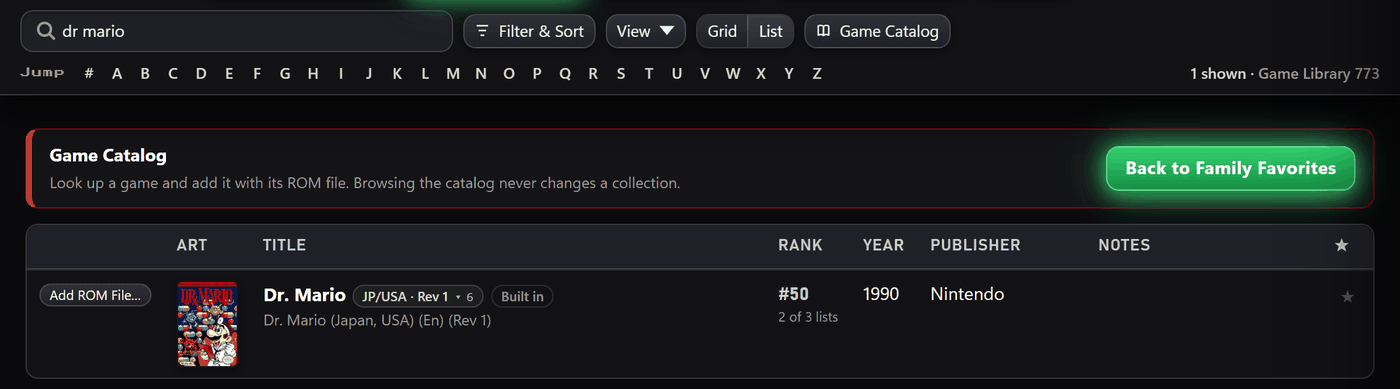 dr mario
Filter & Sort
View
Grid
List
Game Catalog
Jump # A B C D E F G H I J K L M N O P Q R S T U V W X Y Z
1 shown · Game Library 773
Game Catalog
Look up a game and add it with its ROM file. Browsing the catalog never changes a collection.
Back to Family Favorites
ART TITLE RANK YEAR PUBLISHER NOTES ★
Add ROM File...
DR. MARIO
Dr. Mario JP/USA · Rev 1 ▾ 6 Built in
Dr. Mario (Japan, USA) (En) (Rev 1)
#50
2 of 3 lists
1990
Nintendo
★